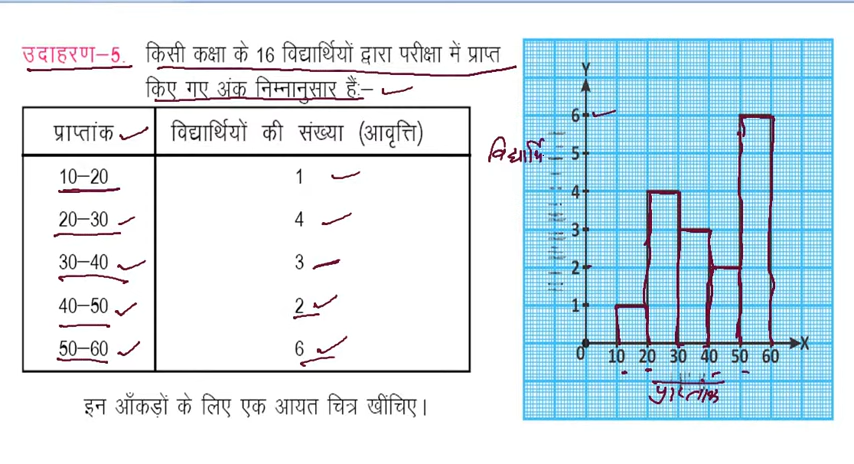 उदाहरण–5. किसी कक्षा के 16 विद्यार्थियों द्वारा परीक्षा में प्राप्त
किए गए अंक निम्नानुसार हैं:–
प्राप्तांक विद्यार्थियों की संख्या (आवृत्ति)
10–20 1
20–30 4
30–40 3
40–50 2
50–60 6
इन आँकड़ों के लिए एक आयत चित्र खींचिए।
Y
6
5
4
3
2
1
0 10 20 30 40 50 60 X
विद्यार्थि